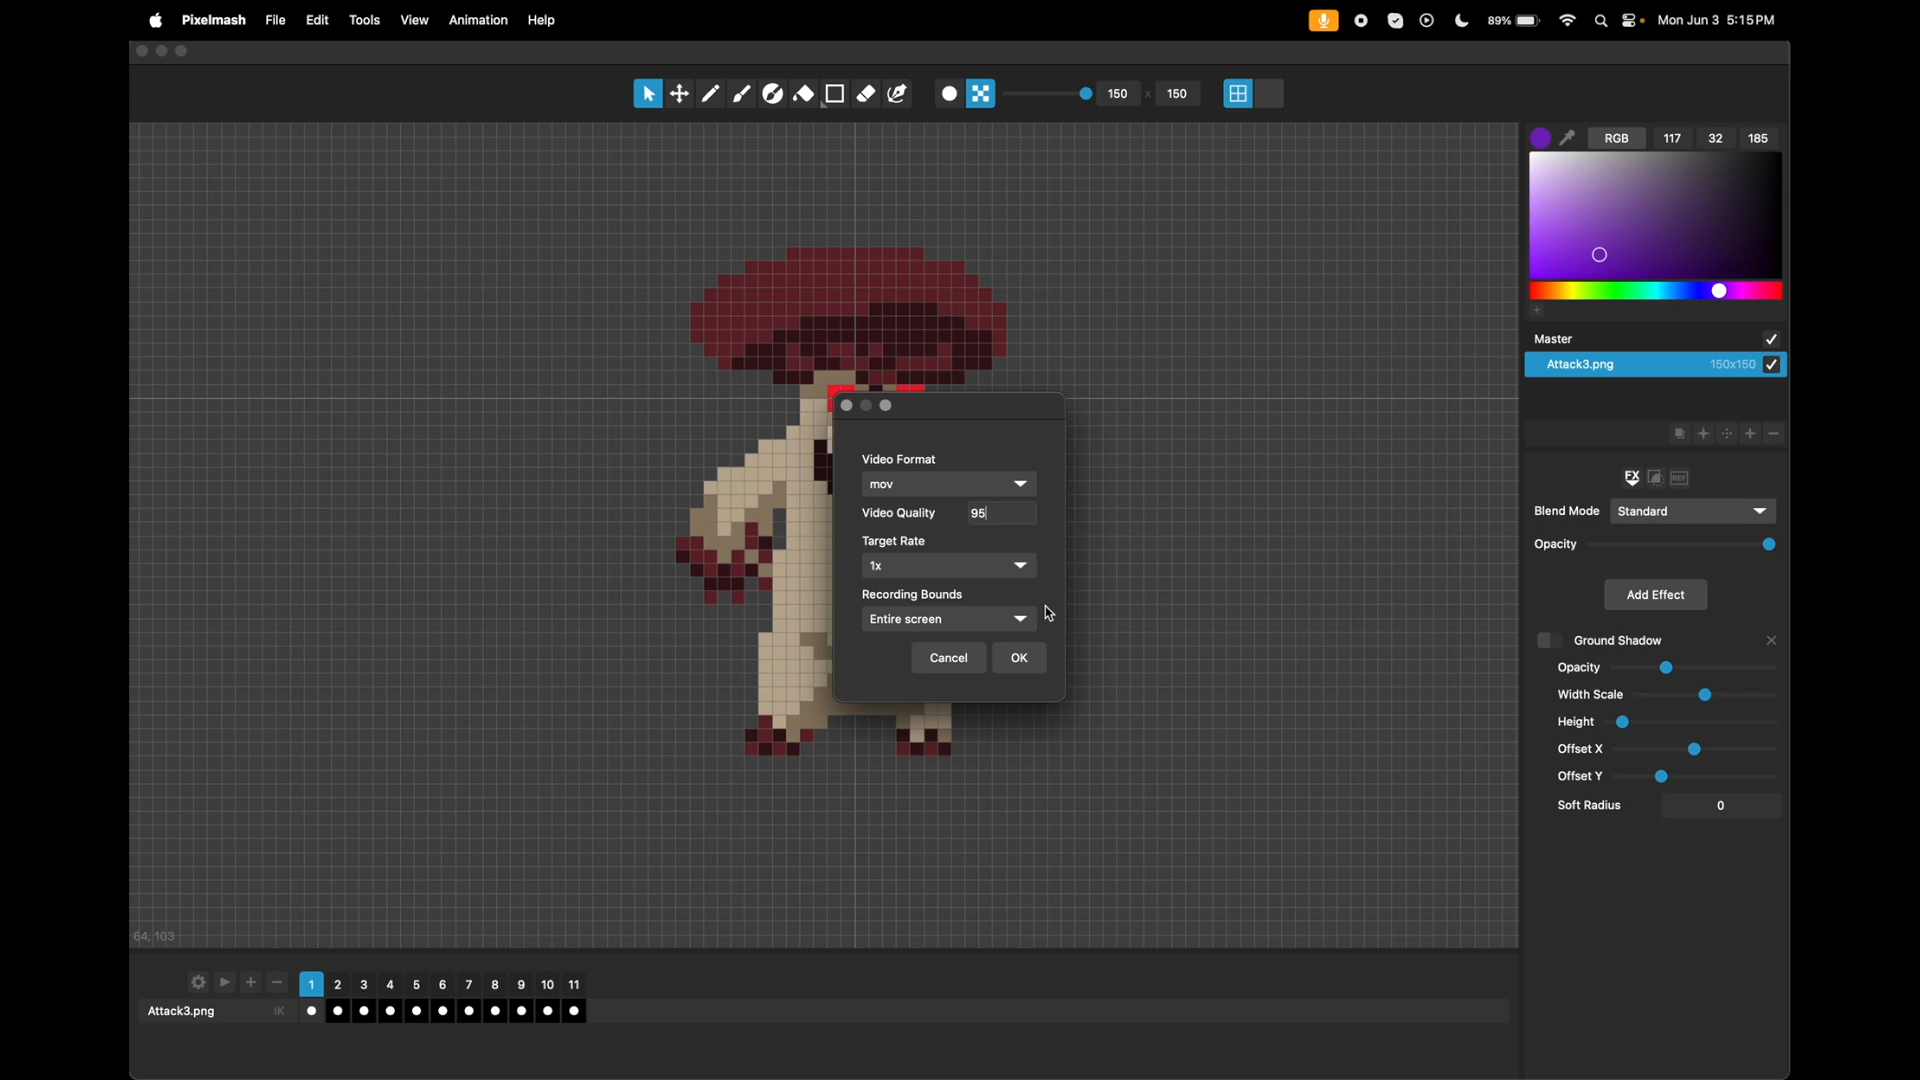 Pixelmash File Edit Tools View Animation Help 89% Mon Jun 3 5:15PM
150 x 150
RGB 117 32 185
Master
Attack3.png 150x150
Video Format
mov
Video Quality 95
Target Rate
1x
Recording Bounds
Entire screen
Cancel OK
FX REF
Blend Mode Standard
Opacity
Add Effect
Ground Shadow
Opacity
Width Scale
Height
Offset X
Offset Y
Soft Radius 0
64, 103
1 2 3 4 5 6 7 8 9 10 11
Attack3.png IK